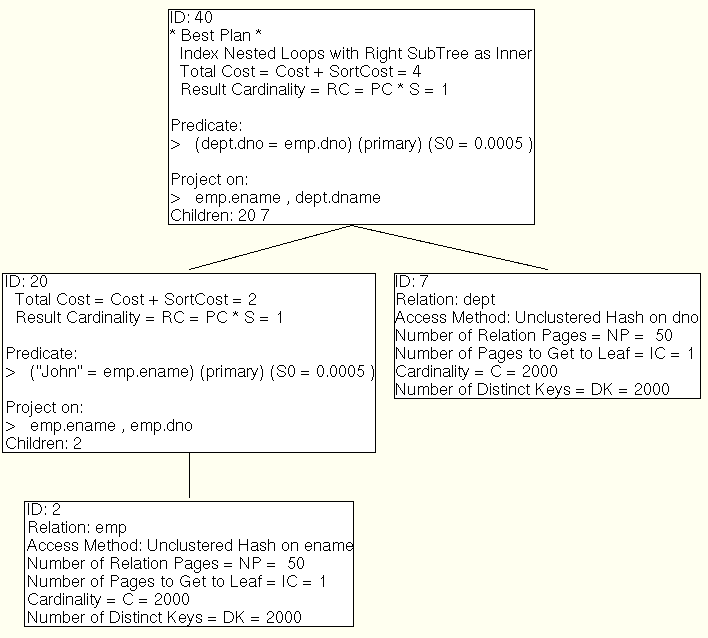 ID: 40
* Best Plan *
Index Nested Loops with Right SubTree as Inner
Total Cost = Cost + SortCost = 4
Result Cardinality = RC = PC * S = 1
Predicate:
> (dept.dno = emp.dno) (primary) (S0 = 0.0005 )
Project on:
> emp.ename , dept.dname
Children: 20 7
ID: 20
Total Cost = Cost + SortCost = 2
Result Cardinality = RC = PC * S = 1
Predicate:
> ("John" = emp.ename) (primary) (S0 = 0.0005 )
Project on:
> emp.ename , emp.dno
Children: 2
ID: 7
Relation: dept
Access Method: Unclustered Hash on dno
Number of Relation Pages = NP = 50
Number of Pages to Get to Leaf = IC = 1
Cardinality = C = 2000
Number of Distinct Keys = DK = 2000
ID: 2
Relation: emp
Access Method: Unclustered Hash on ename
Number of Relation Pages = NP = 50
Number of Pages to Get to Leaf = IC = 1
Cardinality = C = 2000
Number of Distinct Keys = DK = 2000